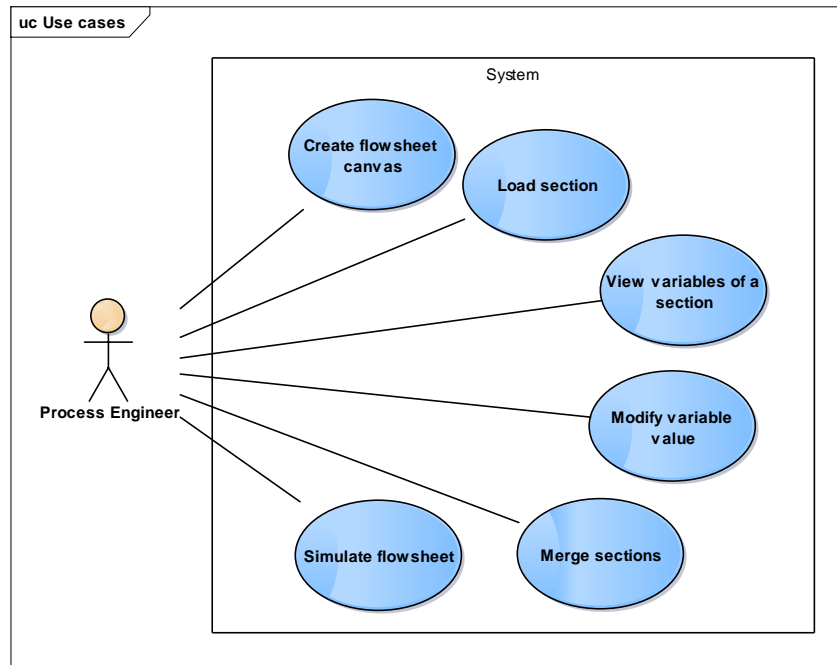 uc Use cases
System
Create flowsheet
canvas
Load section
View variables of a
section
Process Engineer
Modify variable
value
Simulate flowsheet
Merge sections